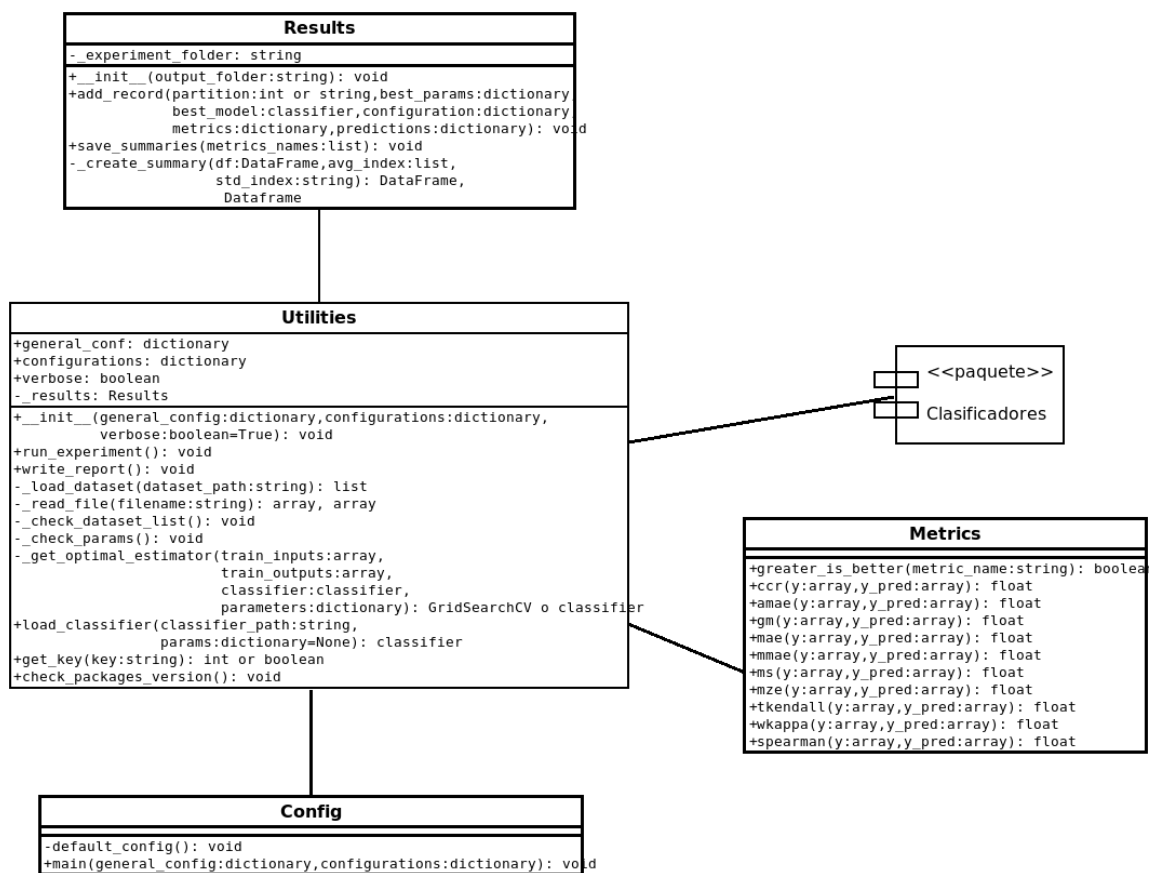 Results
-_experiment_folder: string
+__init__(output_folder:string): void
+add_record(partition:int or string,best_params:dictionary,
best_model:classifier,configuration:dictionary,
metrics:dictionary,predictions:dictionary): void
+save_summaries(metrics_names:list): void
-_create_summary(df:DataFrame,avg_index:list,
std_index:string): DataFrame,
Dataframe
Utilities
+general_conf: dictionary
+configurations: dictionary
+verbose: boolean
-_results: Results
+__init__(general_config:dictionary,configurations:dictionary,
verbose:boolean=True): void
+run_experiment(): void
+write_report(): void
-_load_dataset(dataset_path:string): list
-_read_file(filename:string): array, array
-_check_dataset_list(): void
-_check_params(): void
-_get_optimal_estimator(train_inputs:array,
train_outputs:array,
classifier:classifier,
parameters:dictionary): GridSearchCV o classifier
+load_classifier(classifier_path:string,
params:dictionary=None): classifier
+get_key(key:string): int or boolean
+check_packages_version(): void
<<paquete>>
Clasificadores
Metrics
+greater_is_better(metric_name:string): boolean
+ccr(y:array,y_pred:array): float
+amae(y:array,y_pred:array): float
+gm(y:array,y_pred:array): float
+mae(y:array,y_pred:array): float
+mmae(y:array,y_pred:array): float
+ms(y:array,y_pred:array): float
+mze(y:array,y_pred:array): float
+tkendall(y:array,y_pred:array): float
+wkappa(y:array,y_pred:array): float
+spearman(y:array,y_pred:array): float
Config
-default_config(): void
+main(general_config:dictionary,configurations:dictionary): void